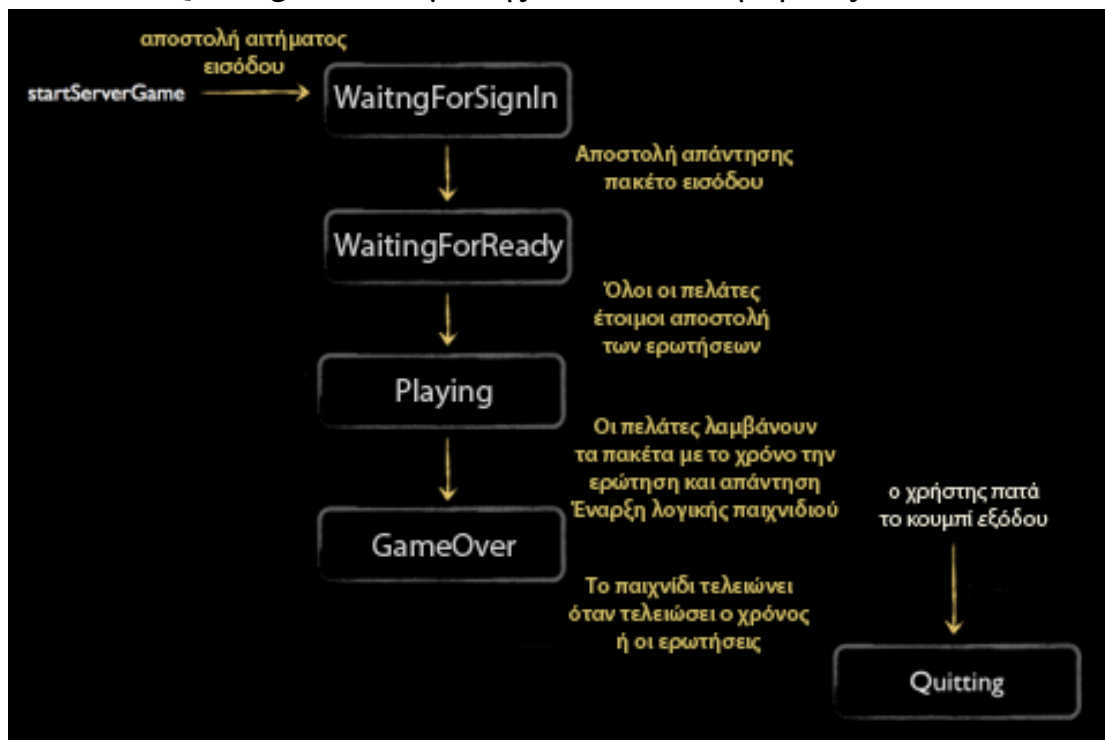 αποστολή αιτήματος
εισόδου
startServerGame
WaitngForSignIn
Αποστολή απάντησης
πακέτο εισόδου
WaitingForReady
Όλοι οι πελάτες
έτοιμοι αποστολή
των ερωτήσεων
Playing
Οι πελάτες λαμβάνουν
τα πακέτα με το χρόνο την
ερώτηση και απάντηση
Έναρξη λογικής παιχνιδιού
GameOver
ο χρήστης πατά
το κουμπί εξόδου
Το παιχνίδι τελειώνει
όταν τελειώσει ο χρόνος
ή οι ερωτήσεις
Quitting